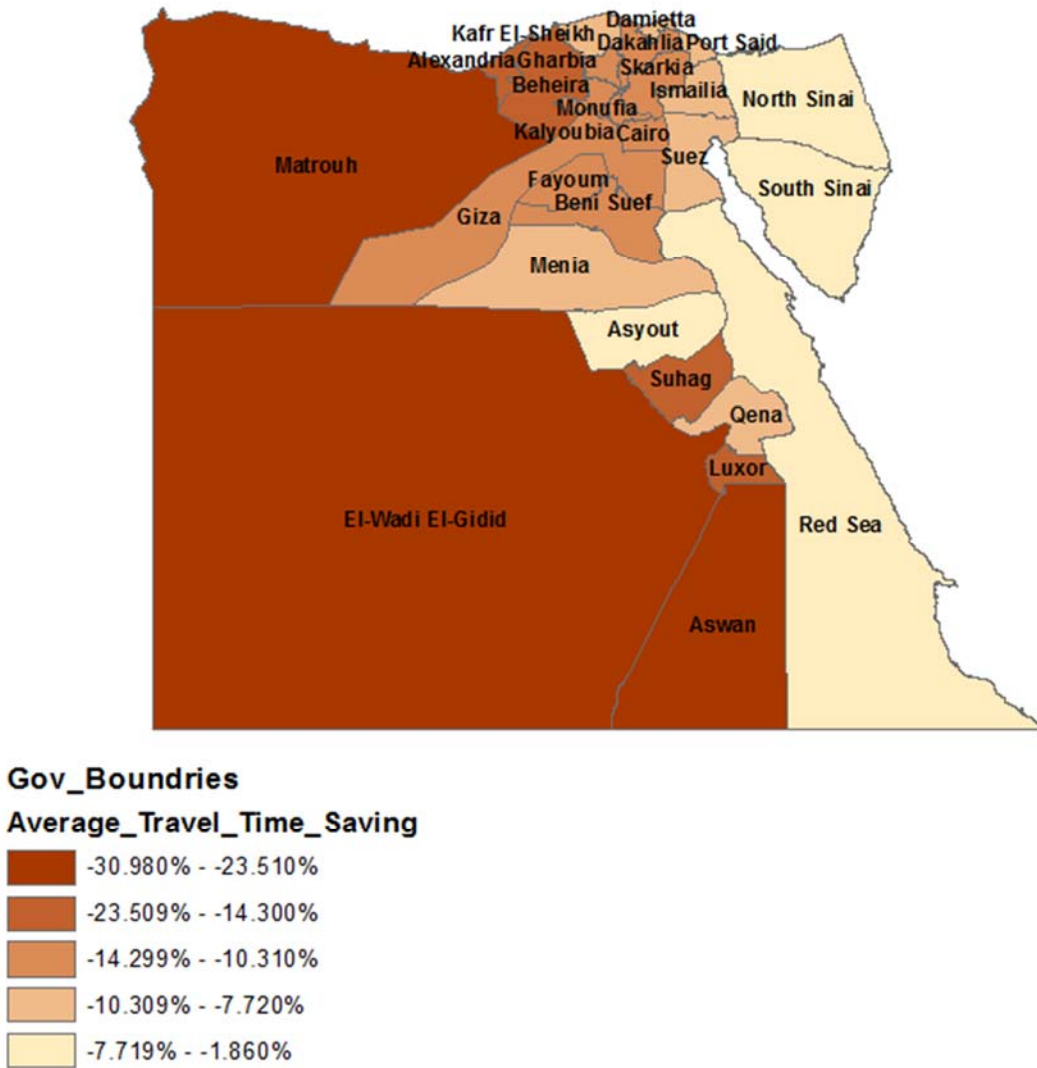 Damietta
Kafr El-Sheikh
Dakahlia Port Said
Alexandria Gharbia
Skarkia
Beheira
Ismailia
North Sinai
Monufia
Kalyoubia
Cairo
Suez
Matrouh
Fayoum
South Sinai
Beni Suef
Giza
Menia
Asyout
Suhag
Qena
Luxor
El-Wadi El-Gidid
Red Sea
Aswan
Gov_Boundries
Average_Travel_Time_Saving
-30.980% - -23.510%
-23.509% - -14.300%
-14.299% - -10.310%
-10.309% - -7.720%
-7.719% - -1.860%